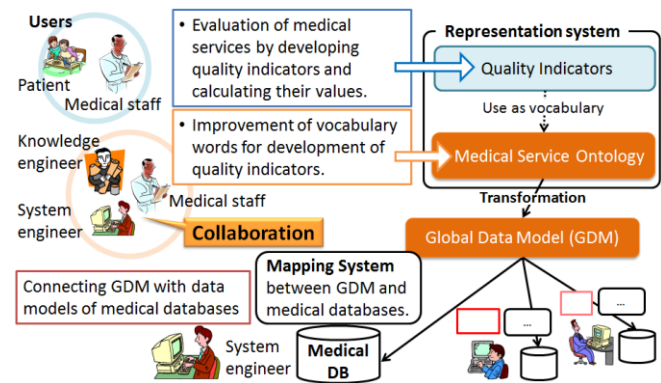 Users
Patient
Medical staff
• Evaluation of medical
services by developing
quality indicators and
calculating their values.
Representation system
Quality Indicators
Use as vocabulary
Medical Service Ontology
Knowledge
engineer
• Improvement of vocabulary
words for development of
quality indicators.
System
engineer
Medical staff
Collaboration
Transformation
Global Data Model (GDM)
Connecting GDM with data
models of medical databases
Mapping System
between GDM and
medical databases.
System
engineer
Medical
DB
...
...